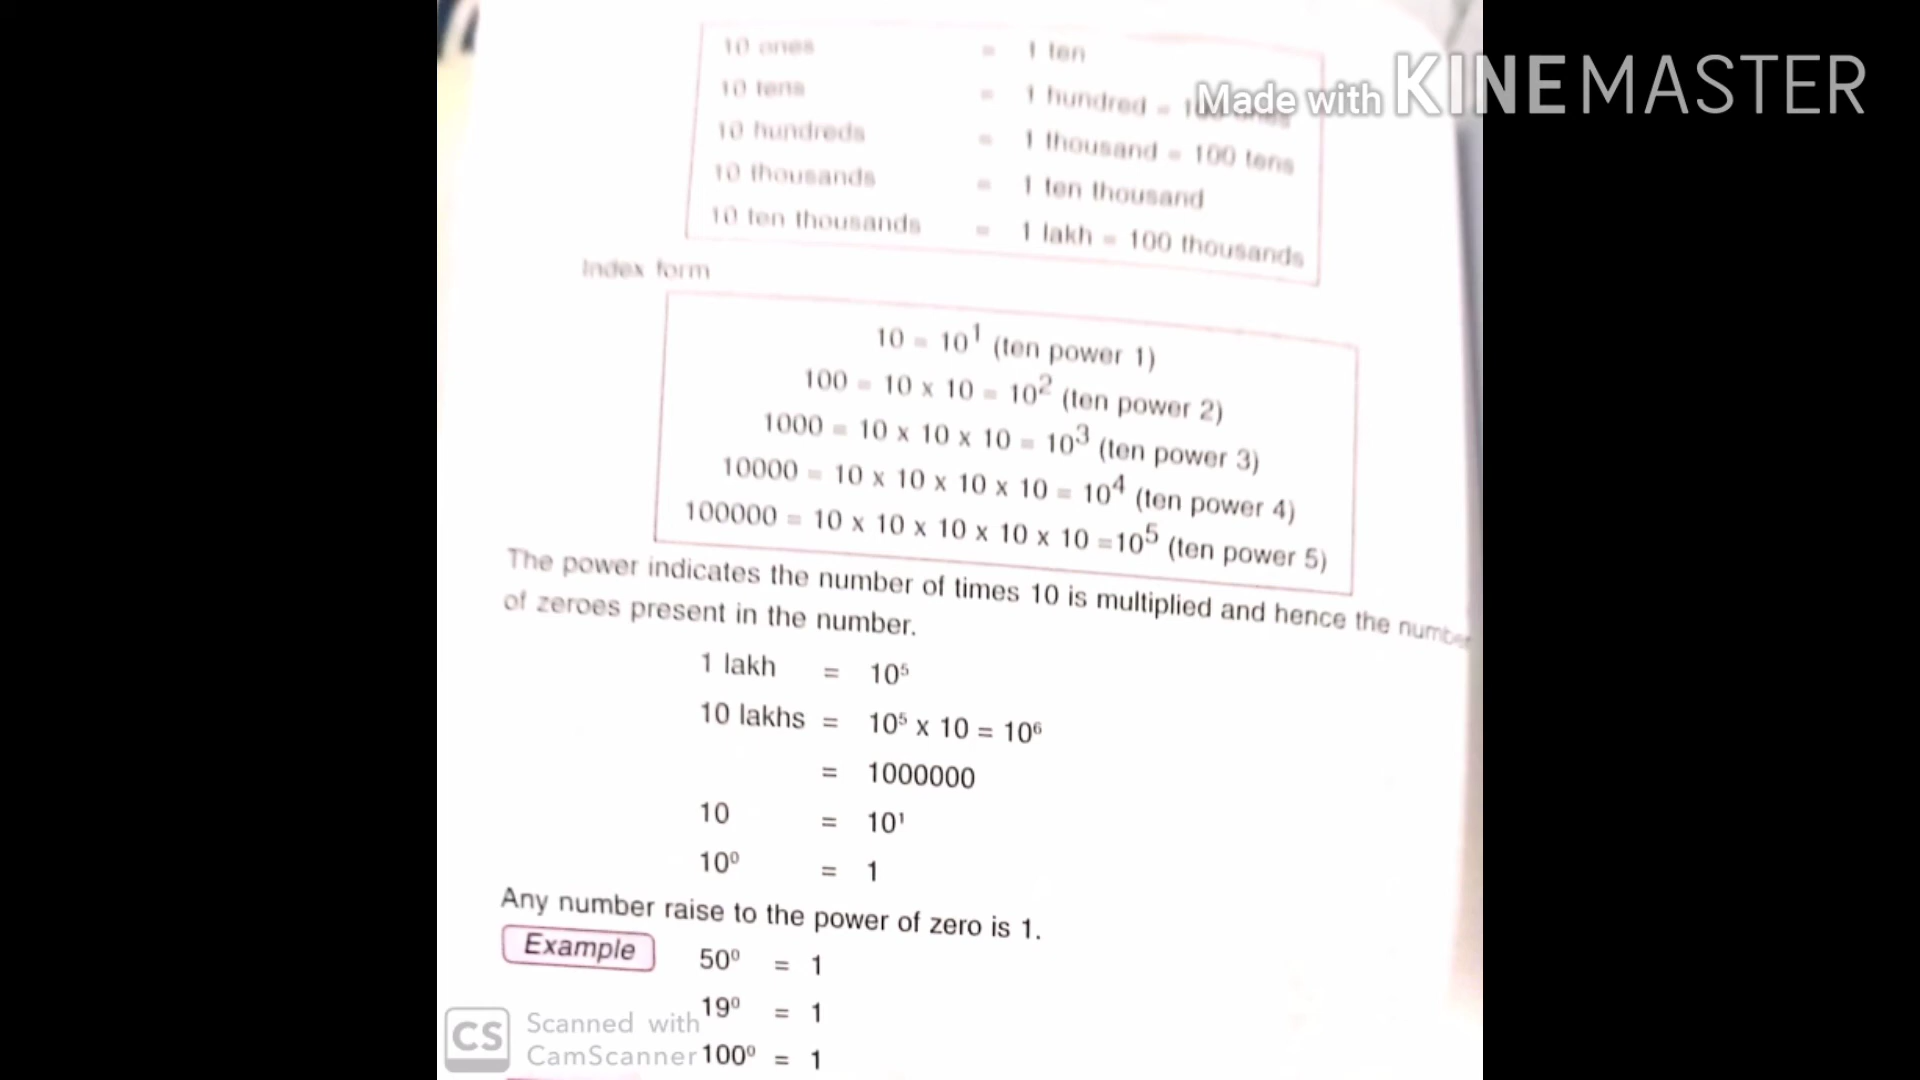 10 ones = 1 ten
10 tens = 1 hundred =
10 hundreds = 1 thousand = 100 tens
10 thousands = 1 ten thousand
10 ten thousands = 1 lakh = 100 thousands
Made with KINEMASTER
Index form
10 = 10¹ (ten power 1)
100 = 10 x 10 = 10² (ten power 2)
1000 = 10 x 10 x 10 = 10³ (ten power 3)
10000 = 10 x 10 x 10 x 10 = 10⁴ (ten power 4)
100000 = 10 x 10 x 10 x 10 x 10 =10⁵ (ten power 5)
The power indicates the number of times 10 is multiplied and hence the number
of zeroes present in the number.
1 lakh = 10⁵
10 lakhs = 10⁵ x 10 = 10⁶
= 1000000
10 = 10¹
10⁰ = 1
Any number raise to the power of zero is 1.
Example 50⁰ = 1
19⁰ = 1
100⁰ = 1
CS Scanned with
CamScanner